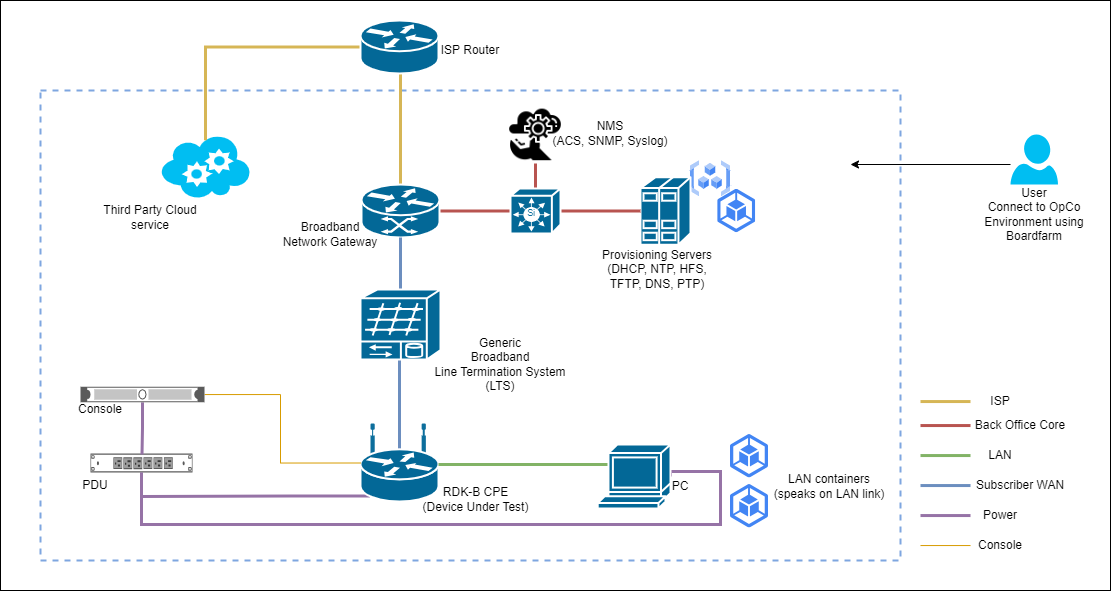 ISP Router
NMS
(ACS, SNMP, Syslog)
Si
Third Party Cloud
service
Broadband
Network Gateway
User
Connect to OpCo
Environment using
Boardfarm
Provisioning Servers
(DHCP, NTP, HFS,
TFTP, DNS, PTP)
Generic
Broadband
Line Termination System
(LTS)
Console
PDU
RDK-B CPE
(Device Under Test)
PC
LAN containers
(speaks on LAN link)
ISP
Back Office Core
LAN
Subscriber WAN
Power
Console